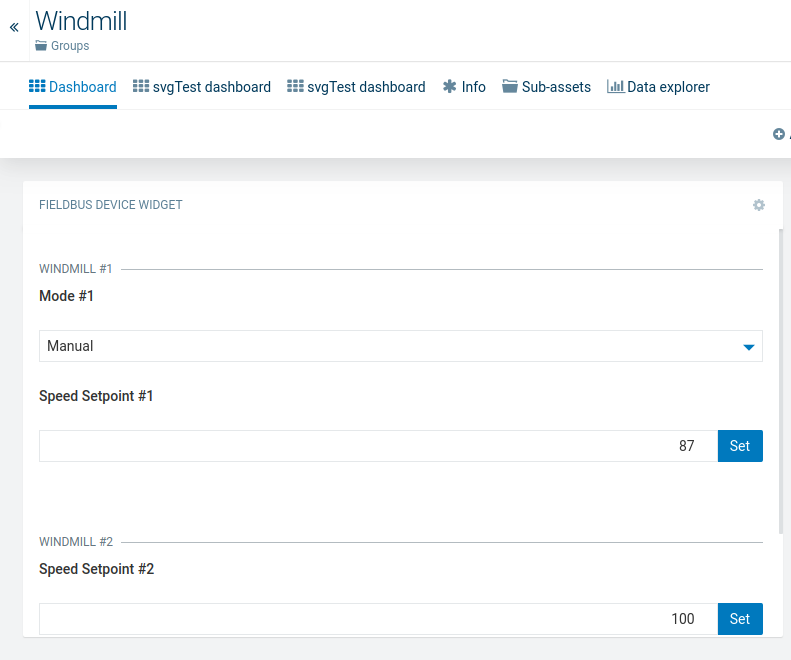 Windmill
Groups
Dashboard svgTest dashboard svgTest dashboard Info Sub-assets Data explorer
FIELDBUS DEVICE WIDGET
WINDMILL #1
Mode #1
Manual
Speed Setpoint #1
87 Set
WINDMILL #2
Speed Setpoint #2
100 Set